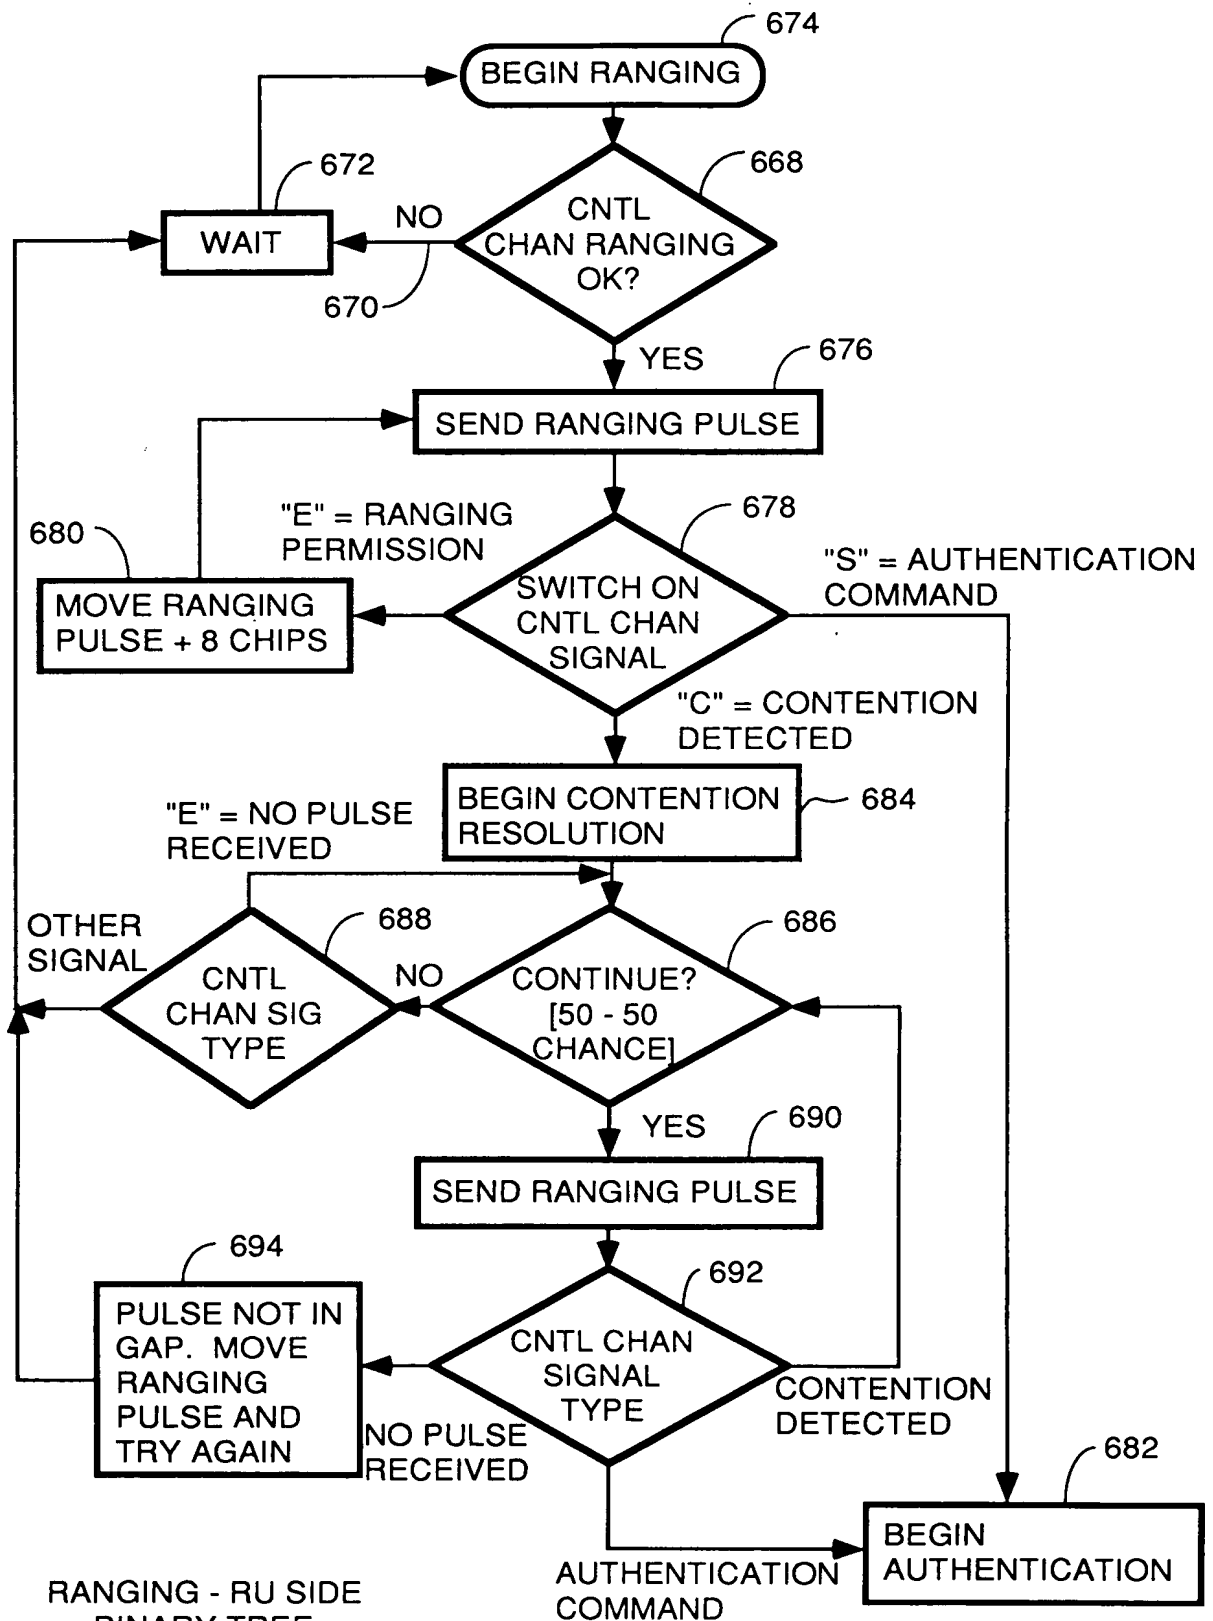 674
BEGIN RANGING
672
668
NO
CNTL
CHAN RANGING
OK?
WAIT
670
YES
676
SEND RANGING PULSE
678
680
"E" = RANGING
PERMISSION
"S" = AUTHENTICATION
COMMAND
MOVE RANGING
PULSE + 8 CHIPS
SWITCH ON
CNTL CHAN
SIGNAL
"C" = CONTENTION
DETECTED
BEGIN CONTENTION
RESOLUTION
684
"E" = NO PULSE
RECEIVED
OTHER
SIGNAL
688
686
CNTL
CHAN SIG
TYPE
NO
CONTINUE?
[50 - 50
CHANCE]
YES
690
SEND RANGING PULSE
694
692
PULSE NOT IN
GAP. MOVE
RANGING
PULSE AND
TRY AGAIN
CNTL CHAN
SIGNAL
TYPE
CONTENTION
DETECTED
NO PULSE
RECEIVED
682
BEGIN
AUTHENTICATION
AUTHENTICATION
COMMAND
RANGING - RU SIDE
BINARY TREE